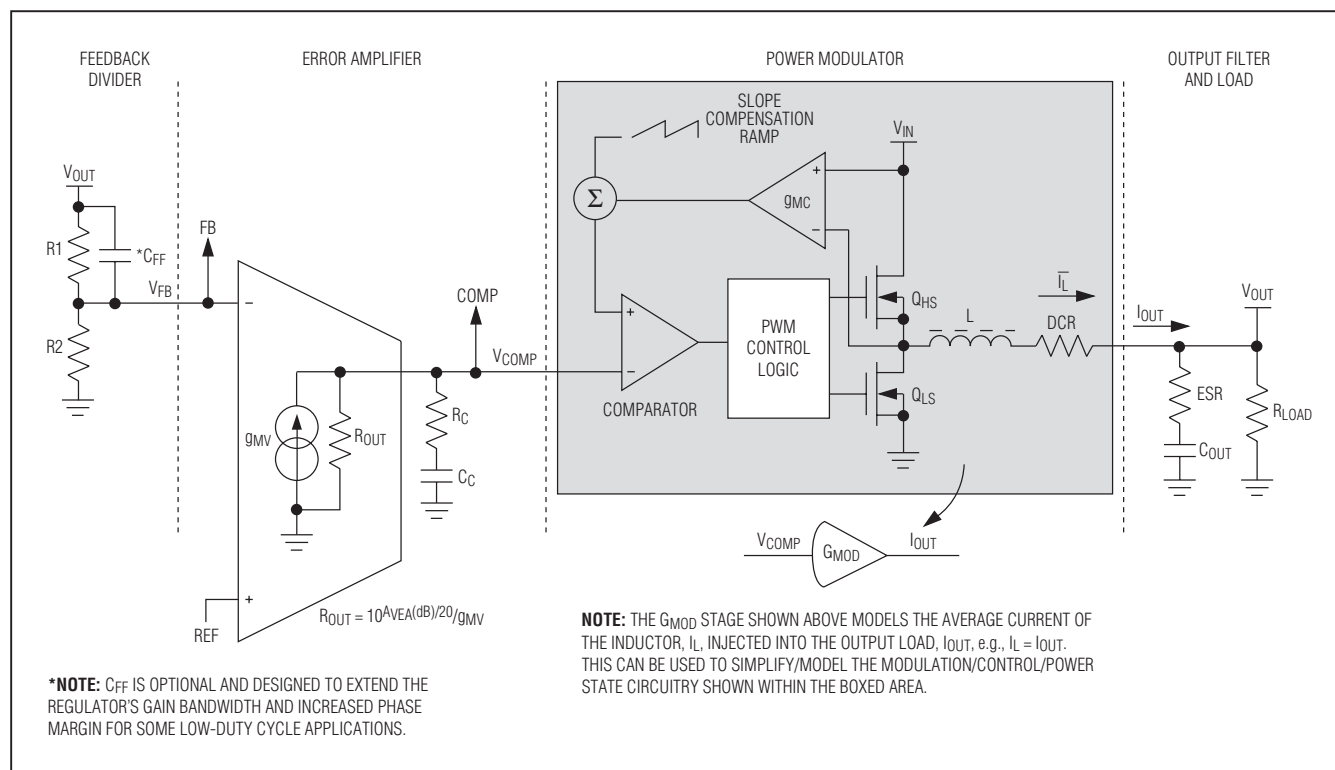 FEEDBACK
DIVIDER
ERROR AMPLIFIER
POWER MODULATOR
OUTPUT FILTER
AND LOAD
VOUT
R1
*CFF
VFB
R2
FB
−
gMV
ROUT
+
REF
ROUT = 10^AVEA(dB)/20/gMV
COMP
VCOMP
RC
CC
SLOPE
COMPENSATION
RAMP
Σ
gMC
+
−
VIN
+
−
COMPARATOR
PWM
CONTROL
LOGIC
QHS
QLS
L
IL
DCR
IOUT
VOUT
ESR
COUT
RLOAD
VCOMP
GMOD
IOUT
*NOTE: CFF IS OPTIONAL AND DESIGNED TO EXTEND THE
REGULATOR'S GAIN BANDWIDTH AND INCREASED PHASE
MARGIN FOR SOME LOW-DUTY CYCLE APPLICATIONS.
NOTE: THE GMOD STAGE SHOWN ABOVE MODELS THE AVERAGE CURRENT OF
THE INDUCTOR, IL, INJECTED INTO THE OUTPUT LOAD, IOUT, e.g., IL = IOUT.
THIS CAN BE USED TO SIMPLIFY/MODEL THE MODULATION/CONTROL/POWER
STATE CIRCUITRY SHOWN WITHIN THE BOXED AREA.